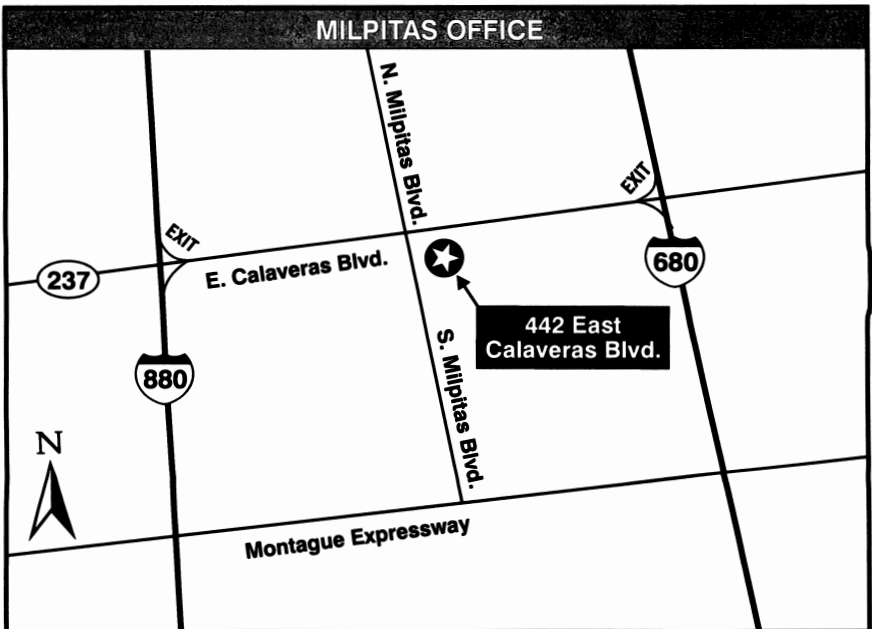 MILPITAS OFFICE
N. Milpitas Blvd.
EXIT
EXIT
237
E. Calaveras Blvd.
680
442 East
Calaveras Blvd.
880
S. Milpitas Blvd.
N
Montague Expressway